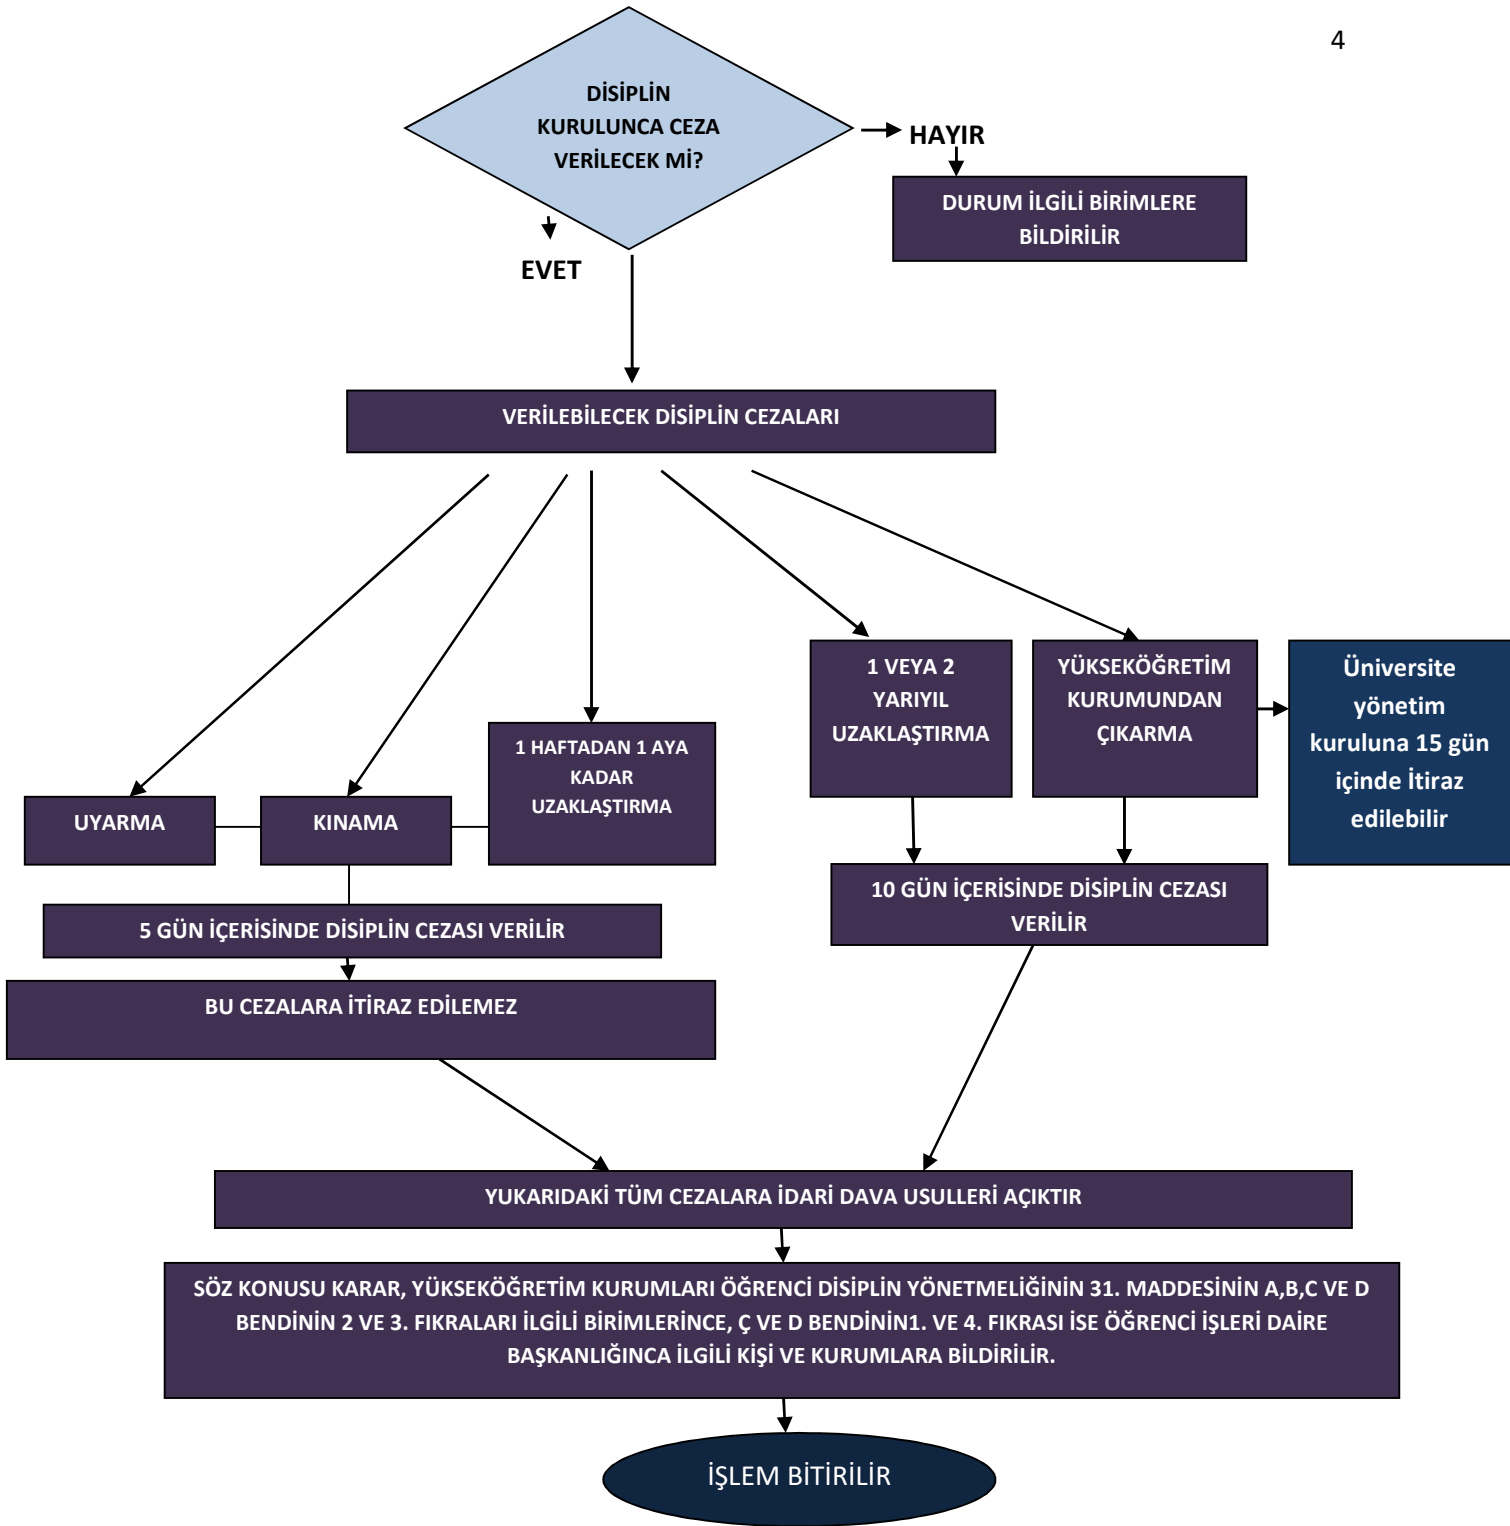 4
DİSİPLİN
KURULUNCA CEZA
VERİLECEK Mİ?
HAYIR
DURUM İLGİLİ BİRİMLERE
BİLDİRİLİR
EVET
VERİLEBİLECEK DİSİPLİN CEZALARI
UYARMA
KINAMA
1 HAFTADAN 1 AYA
KADAR
UZAKLAŞTIRMA
1 VEYA 2
YARIYIL
UZAKLAŞTIRMA
YÜKSEKÖĞRETİM
KURUMUNDAN
ÇIKARMA
Üniversite
yönetim
kuruluna 15 gün
içinde İtiraz
edilebilir
5 GÜN İÇERİSİNDE DİSİPLİN CEZASI VERİLİR
10 GÜN İÇERİSİNDE DİSİPLİN CEZASI
VERİLİR
BU CEZALARA İTİRAZ EDİLEMEZ
YUKARIDAKİ TÜM CEZALARA İDARİ DAVA USULLERİ AÇIKTIR
SÖZ KONUSU KARAR, YÜKSEKÖĞRETİM KURUMLARI ÖĞRENCİ DİSİPLİN YÖNETMELİĞİNİN 31. MADDESİNİN A,B,C VE D
BENDİNİN 2 VE 3. FIKRALARI İLGİLİ BİRİMLERİNCE, Ç VE D BENDİNİN1. VE 4. FIKRASI İSE ÖĞRENCİ İŞLERİ DAİRE
BAŞKANLIĞINCA İLGİLİ KİŞİ VE KURUMLARA BİLDİRİLİR.
İŞLEM BİTİRİLİR